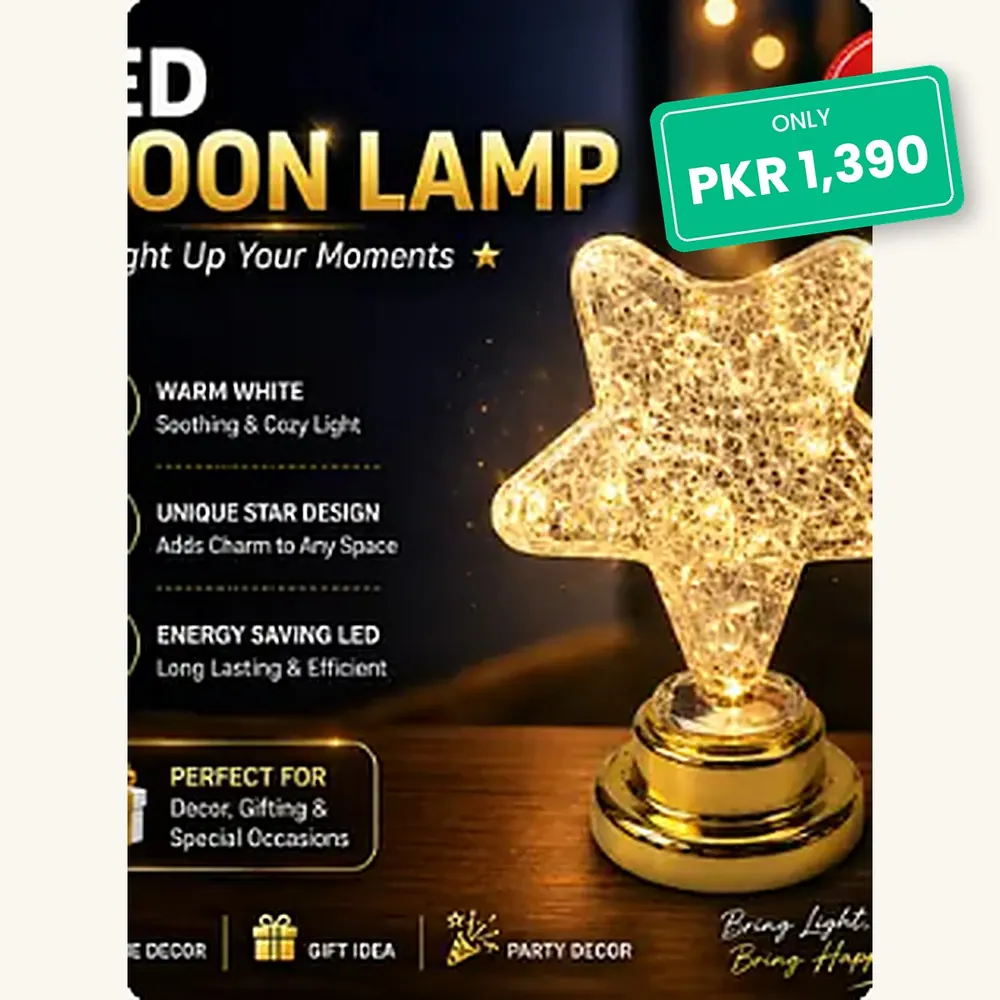 ED
OON LAMP
ght Up Your Moments
ONLY
PKR 1,390
WARM WHITE
Soothing & Cozy Light
UNIQUE STAR DESIGN
Adds Charm to Any Space
ENERGY SAVING LED
Long Lasting & Efficient
PERFECT FOR
Decor, Gifting &
Special Occasions
E DECOR
GIFT IDEA
PARTY DECOR
Bring Light,
Bring Happ